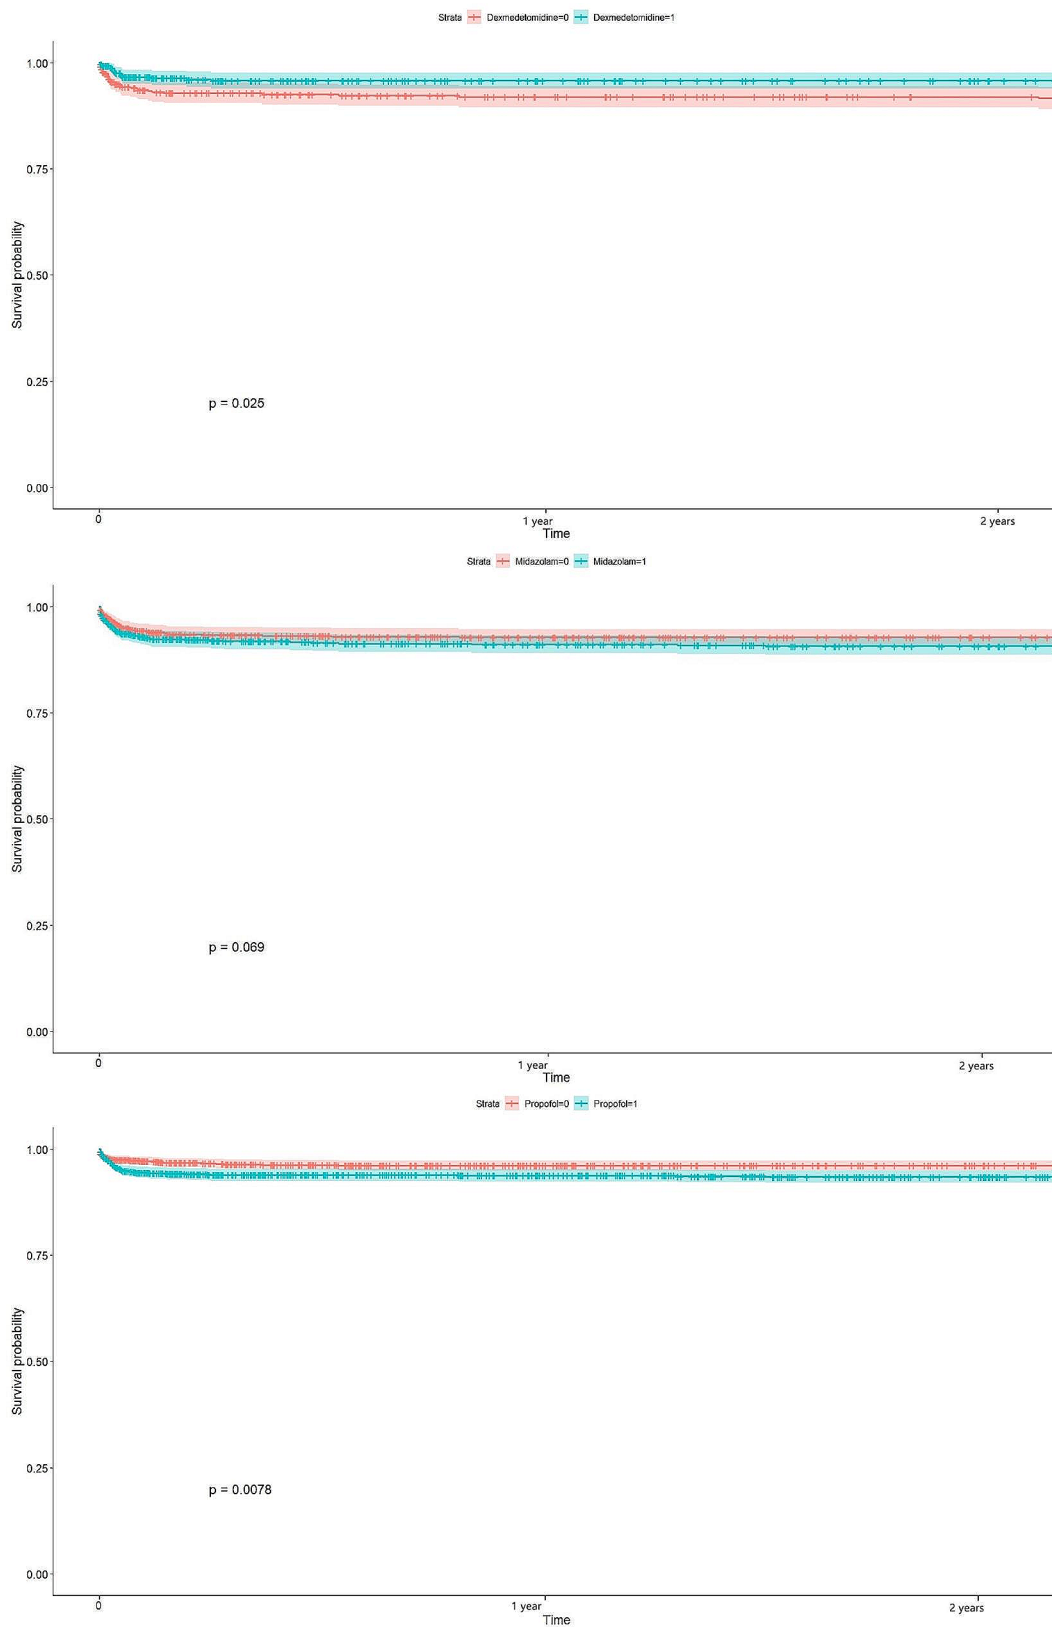 Strata Dexmedetomidine=0 Dexmedetomidine=1
1.00
0.75
Survival probability
0.50
0.25
p = 0.025
0.00
0 1 year 2 years
Time
Strata Midazolam=0 Midazolam=1
1.00
0.75
Survival probability
0.50
0.25
p = 0.069
0.00
0 1 year 2 years
Time
Strata Propofol=0 Propofol=1
1.00
0.75
Survival probability
0.50
0.25
p = 0.0078
0.00
0 1 year 2 years
Time